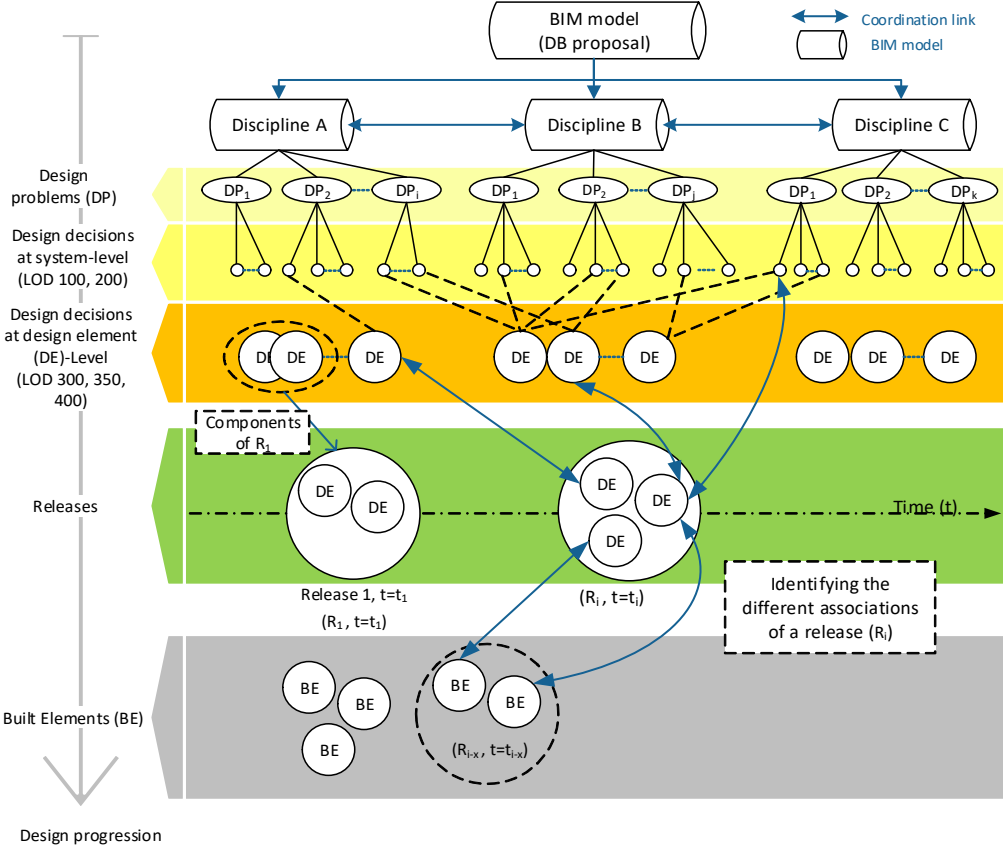 BIM model
(DB proposal)
Coordination link
BIM model
Discipline A
Discipline B
Discipline C
Design
problems (DP)
DP1
DP2
DPi
DP1
DP2
DPj
DP1
DP2
DPk
Design decisions
at system-level
(LOD 100, 200)
Design decisions
at design element
(DE)-Level
(LOD 300, 350,
400)
DE
DE
DE
DE
DE
DE
DE
DE
DE
Components
of R1
Releases
DE
DE
DE
DE
DE
Time (t)
Release 1, t=t1
(R1 , t=t1)
(Ri , t=ti)
Identifying the
different associations
of a release (Ri)
Built Elements (BE)
BE
BE
BE
BE
BE
(Ri-x , t=ti-x)
Design progression